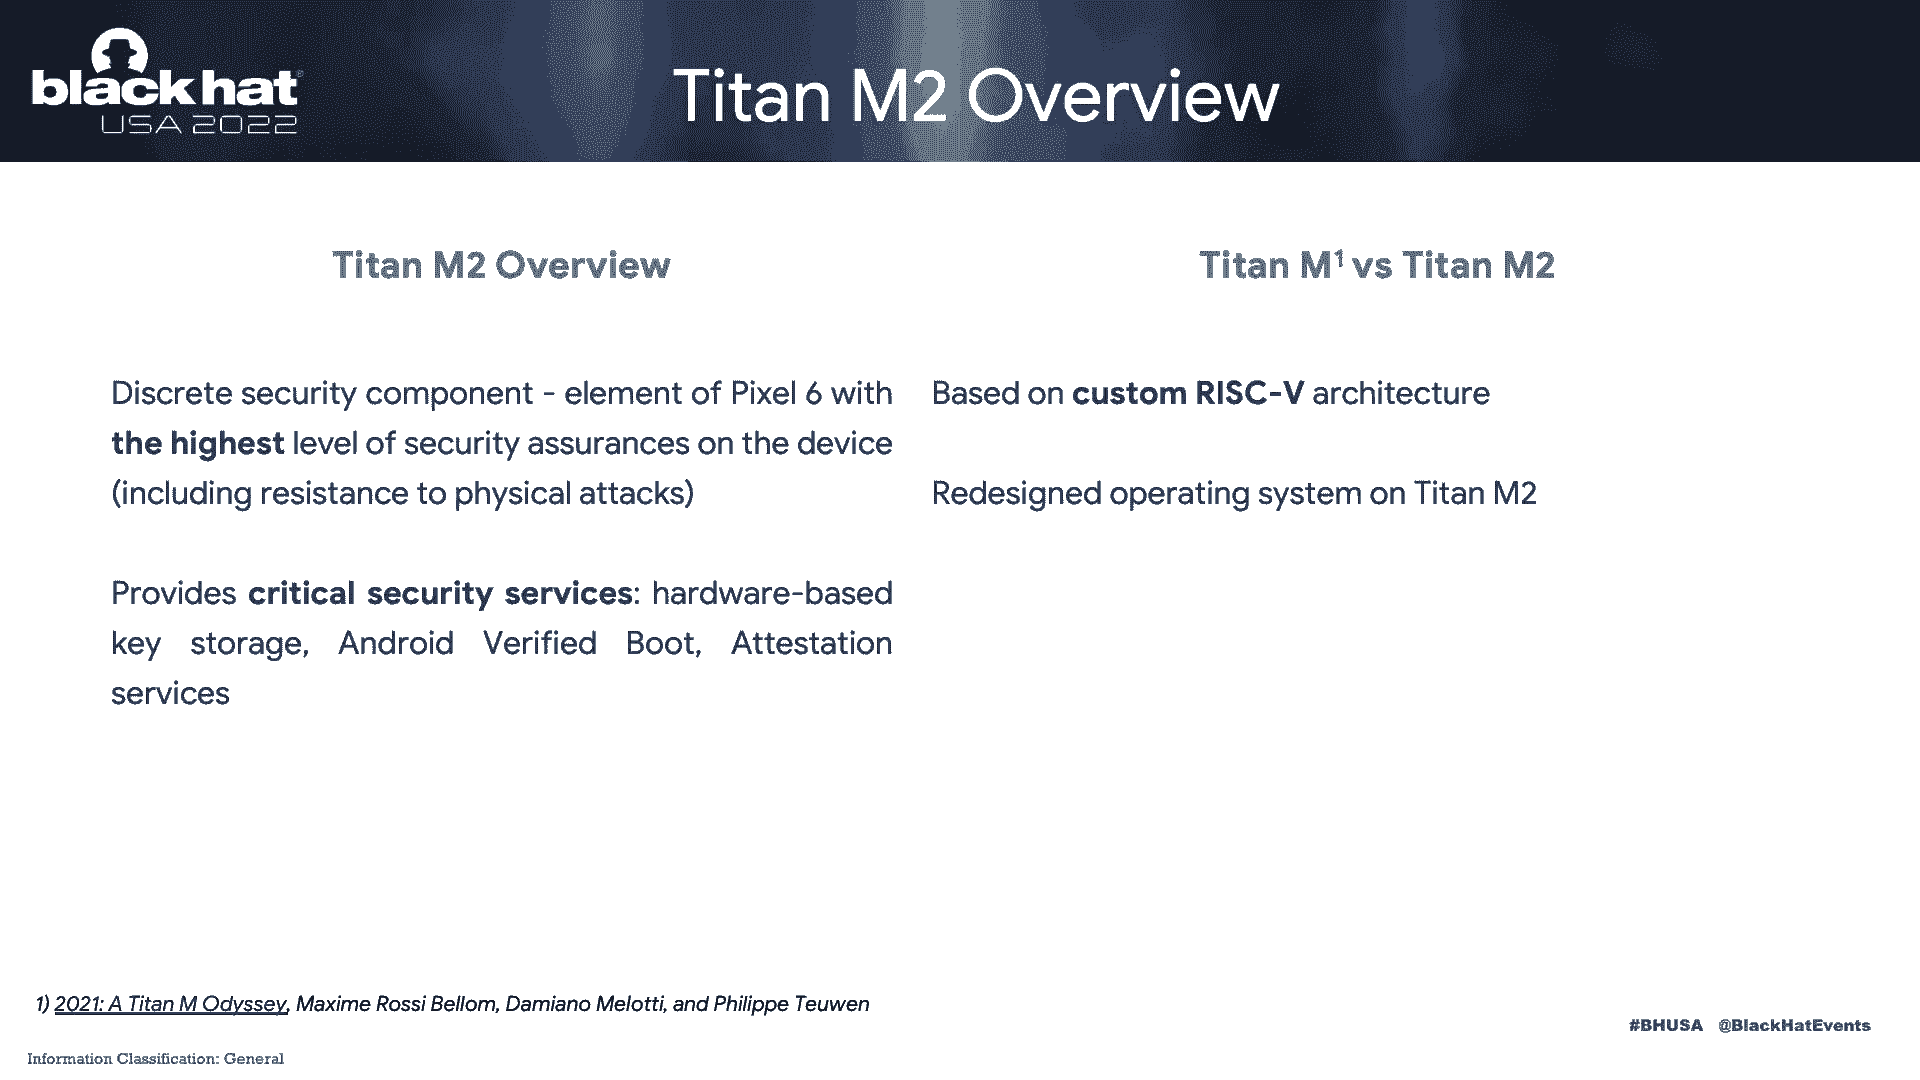 black hat®
USA 2022
Titan M2 Overview
Titan M2 Overview
Discrete security component - element of Pixel 6 with
the highest level of security assurances on the device
(including resistance to physical attacks)
Provides critical security services: hardware-based
key storage, Android Verified Boot, Attestation
services
Titan M¹ vs Titan M2
Based on custom RISC-V architecture
Redesigned operating system on Titan M2
1) 2021: A Titan M Odyssey, Maxime Rossi Bellom, Damiano Melotti, and Philippe Teuwen
#BHUSA @BlackHatEvents
Information Classification: General